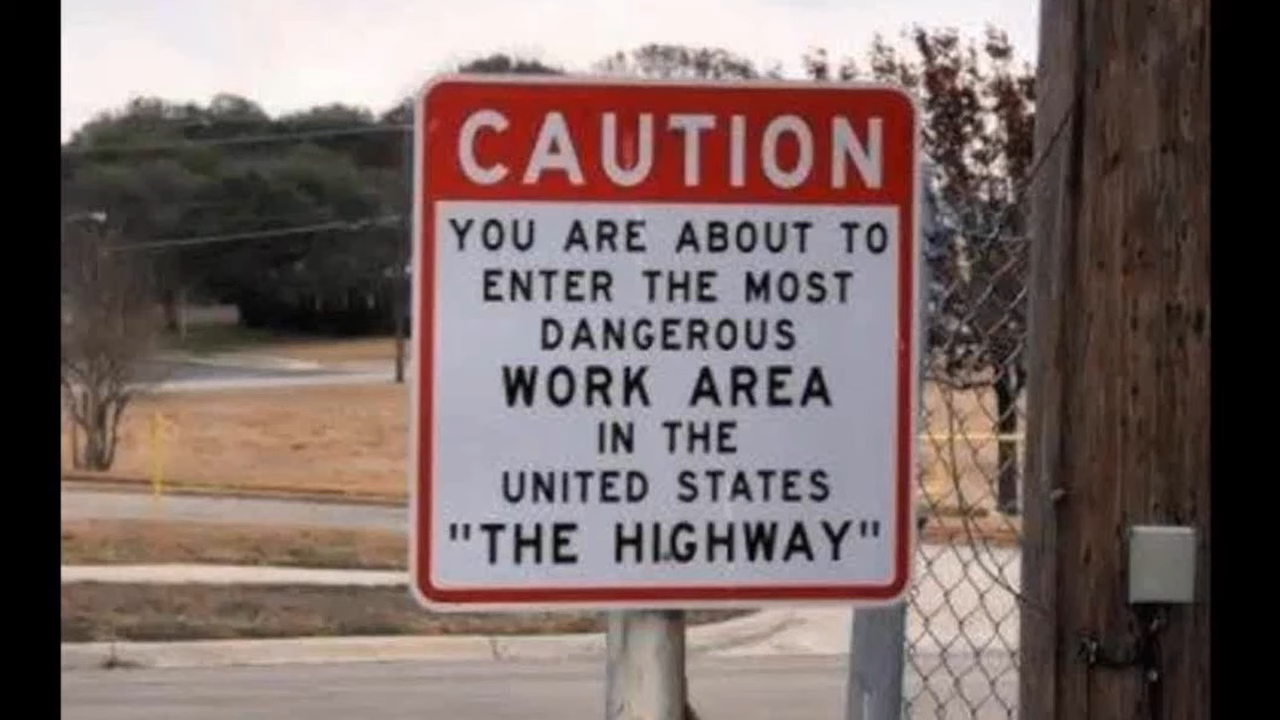 CAUTION
YOU ARE ABOUT TO
ENTER THE MOST
DANGEROUS
WORK AREA
IN THE
UNITED STATES
"THE HIGHWAY"